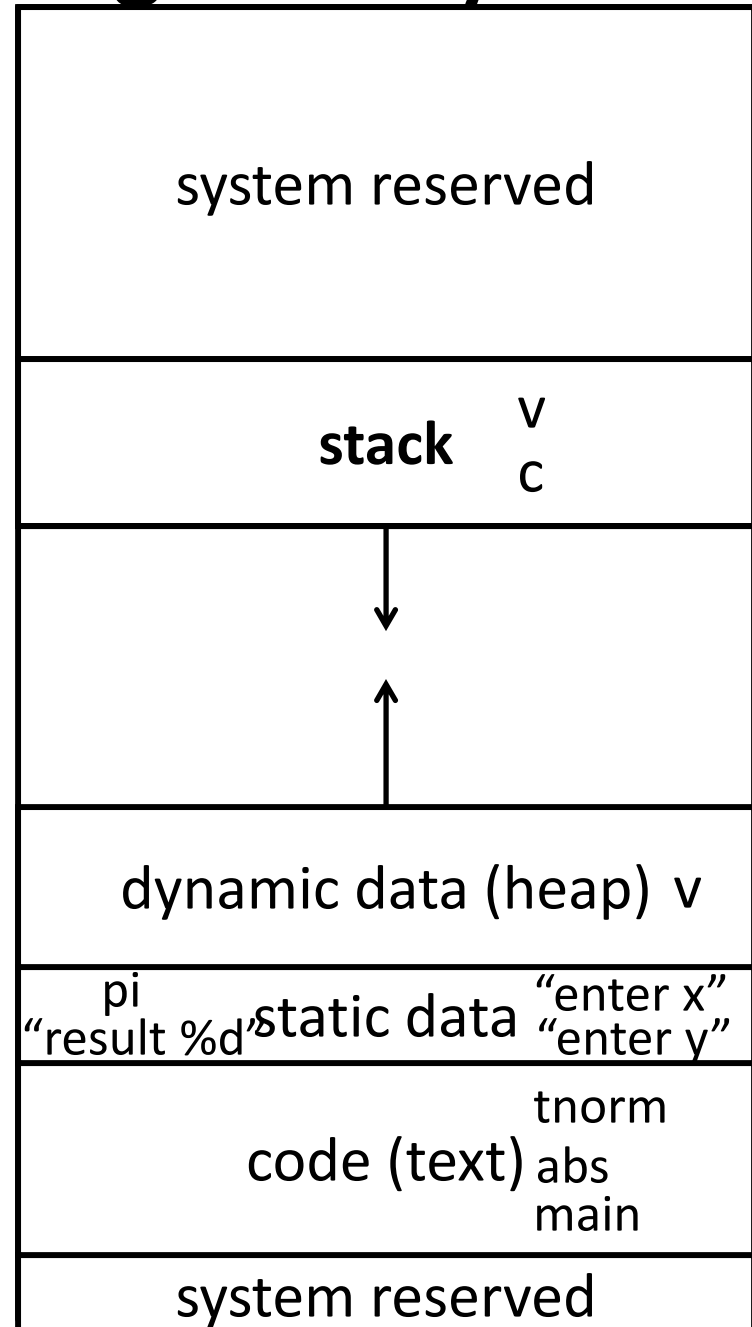 system reserved
stack
v
c
dynamic data (heap) v
pi
“result %d”
static data
“enter x”
“enter y”
code (text)
tnorm
abs
main
system reserved